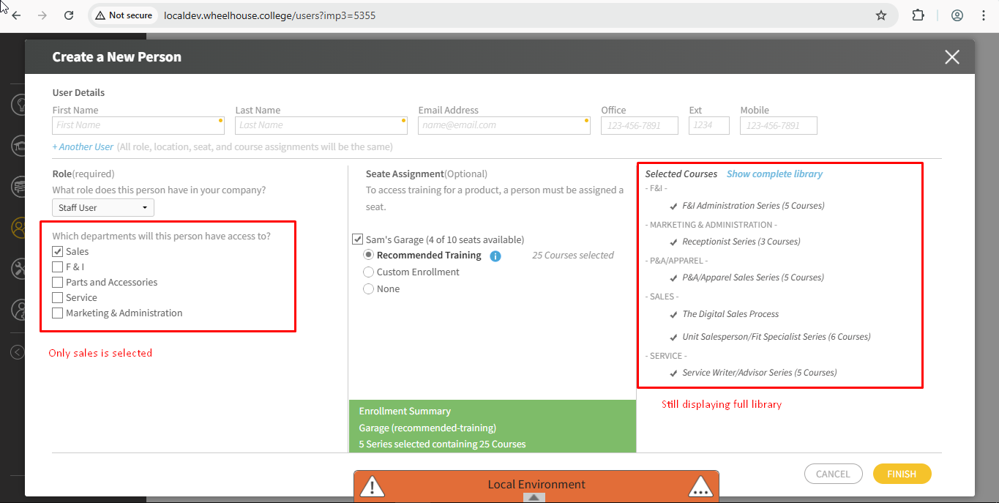 Not secure
localdev.wheelhouse.college/users?imp3=5355
Create a New Person
User Details
First Name
Last Name
Email Address
Office
Ext
Mobile
First Name
Last Name
name@email.com
123-456-7891
1234
123-456-7891
+ Another User (All role, location, seat, and course assignments will be the same)
Role(required)
What role does this person have in your company?
Staff User
Which departments will this person have access to?
Sales
F & I
Parts and Accessories
Service
Marketing & Administration
Only sales is selected
Seate Assignment(Optional)
To access training for a product, a person must be assigned a
seat.
Sam's Garage (4 of 10 seats available)
Recommended Training
25 Courses selected
Custom Enrollment
None
Enrollment Summary
Garage (recommended-training)
5 Series selected containing 25 Courses
Selected Courses Show complete library
- F&I -
F&I Administration Series (5 Courses)
- MARKETING & ADMINISTRATION -
Receptionist Series (3 Courses)
- P&A/APPAREL -
P&A/Apparel Sales Series (5 Courses)
- SALES -
The Digital Sales Process
Unit Salesperson/Fit Specialist Series (6 Courses)
- SERVICE -
Service Writer/Advisor Series (5 Courses)
Still displaying full library
CANCEL
FINISH
Local Environment